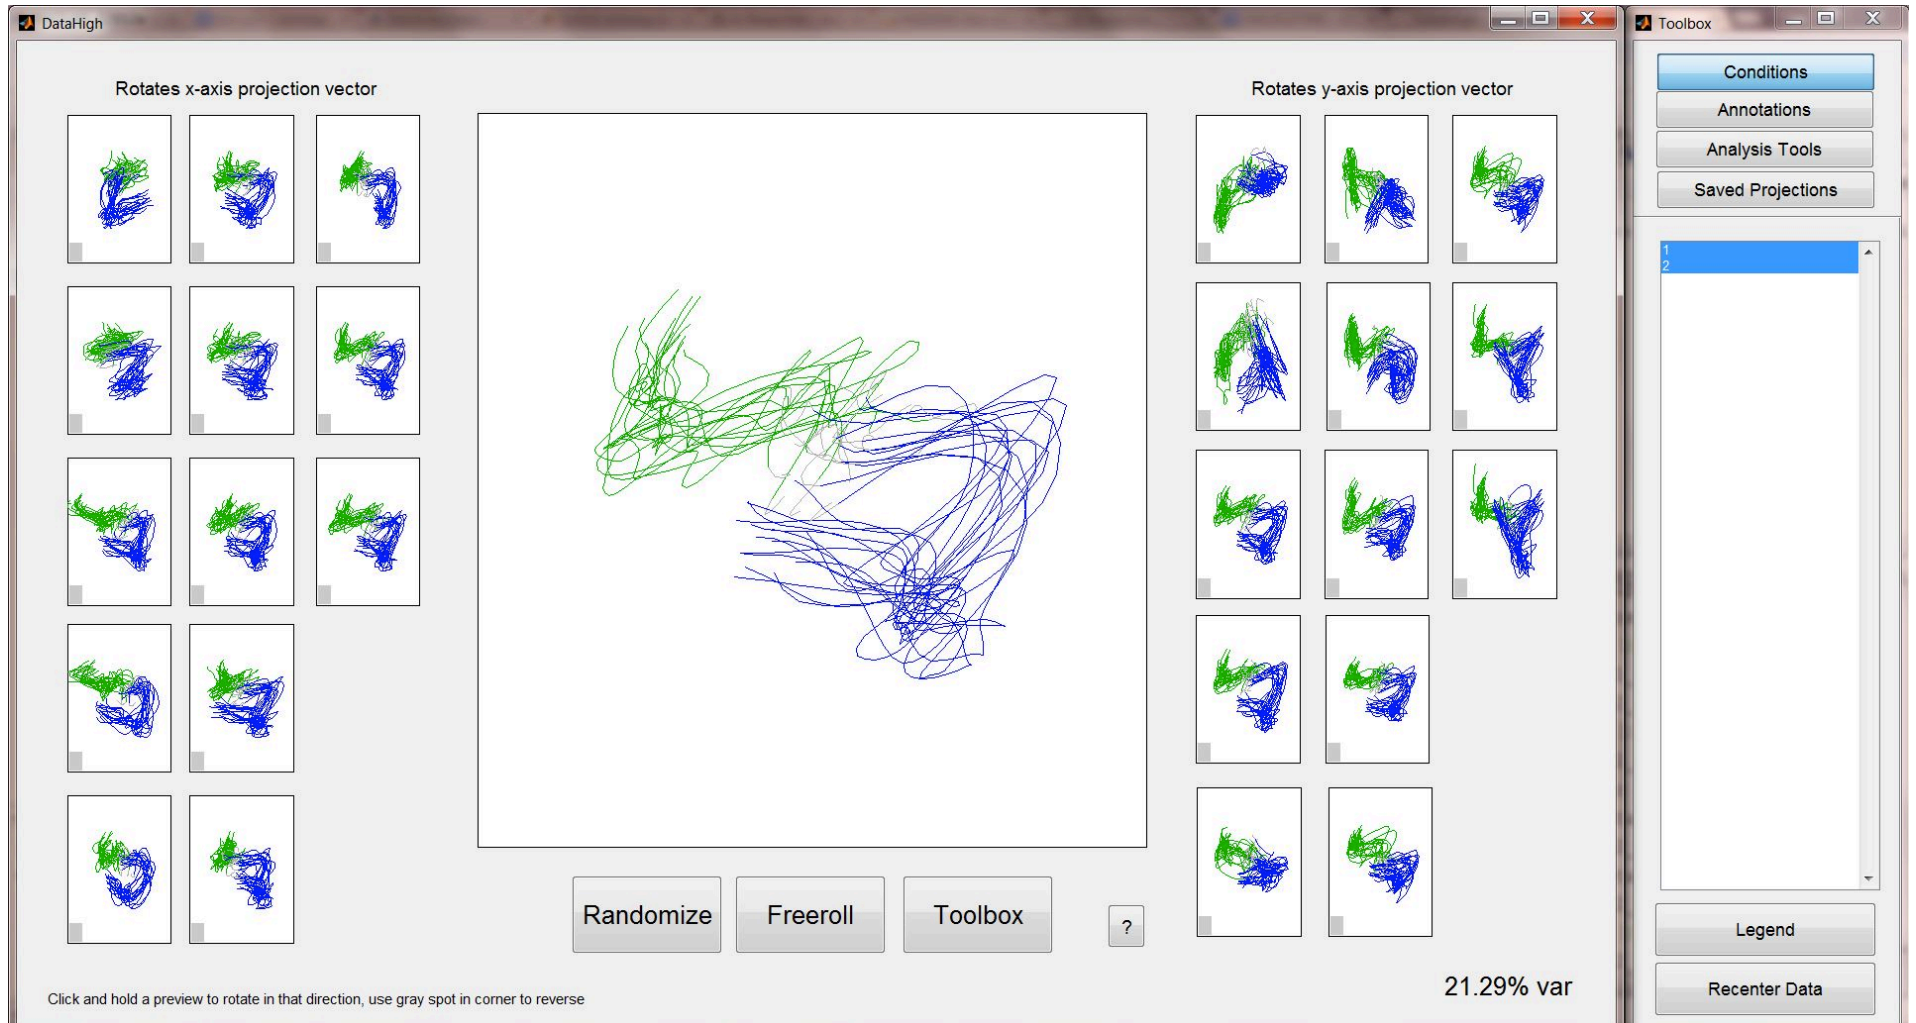 DataHigh
Rotates x-axis projection vector
Rotates y-axis projection vector
Randomize
Freeroll
Toolbox
?
Click and hold a preview to rotate in that direction, use gray spot in corner to reverse
21.29% var
Toolbox
Conditions
Annotations
Analysis Tools
Saved Projections
1
2
Legend
Recenter Data